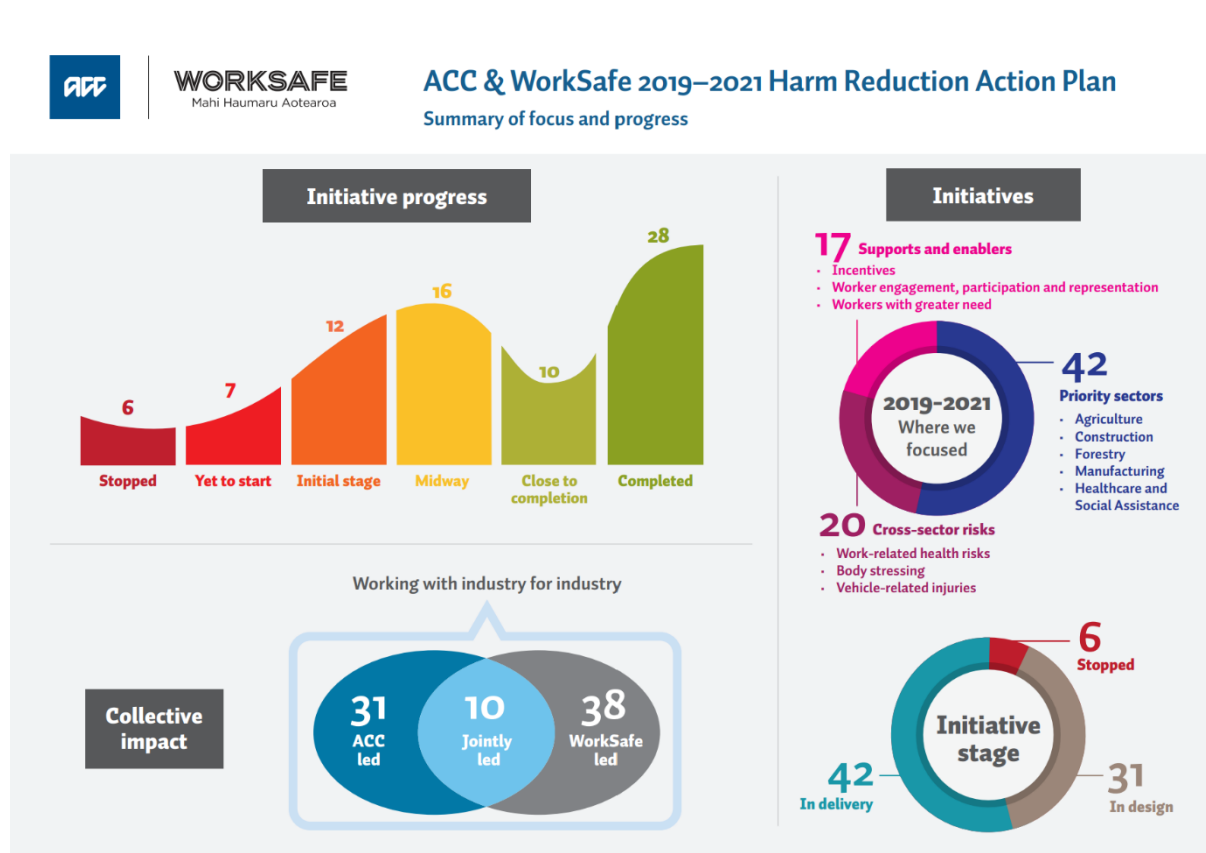 acc
WORKSAFE
Mahi Haumaru Aotearoa
ACC & WorkSafe 2019–2021 Harm Reduction Action Plan
Summary of focus and progress
Initiative progress
6
7
12
16
10
28
Stopped
Yet to start
Initial stage
Midway
Close to
completion
Completed
Working with industry for industry
Collective
impact
31
ACC
led
10
Jointly
led
38
WorkSafe
led
Initiatives
17 Supports and enablers
• Incentives
• Worker engagement, participation and representation
• Workers with greater need
2019-2021
Where we
focused
42
Priority sectors
• Agriculture
• Construction
• Forestry
• Manufacturing
• Healthcare and
Social Assistance
20 Cross-sector risks
• Work-related health risks
• Body stressing
• Vehicle-related injuries
6
Stopped
Initiative
stage
42
In delivery
31
In design